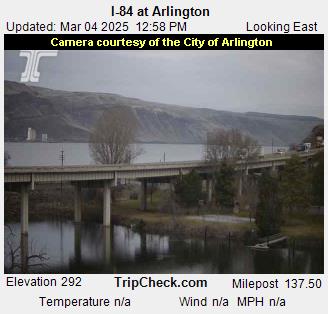 I-84 at Arlington
Updated: Mar 04 2025 12:58 PM Looking East
Camera courtesy of the City of Arlington
Elevation 292 TripCheck.com Milepost 137.50
Temperature n/a Wind n/a MPH n/a